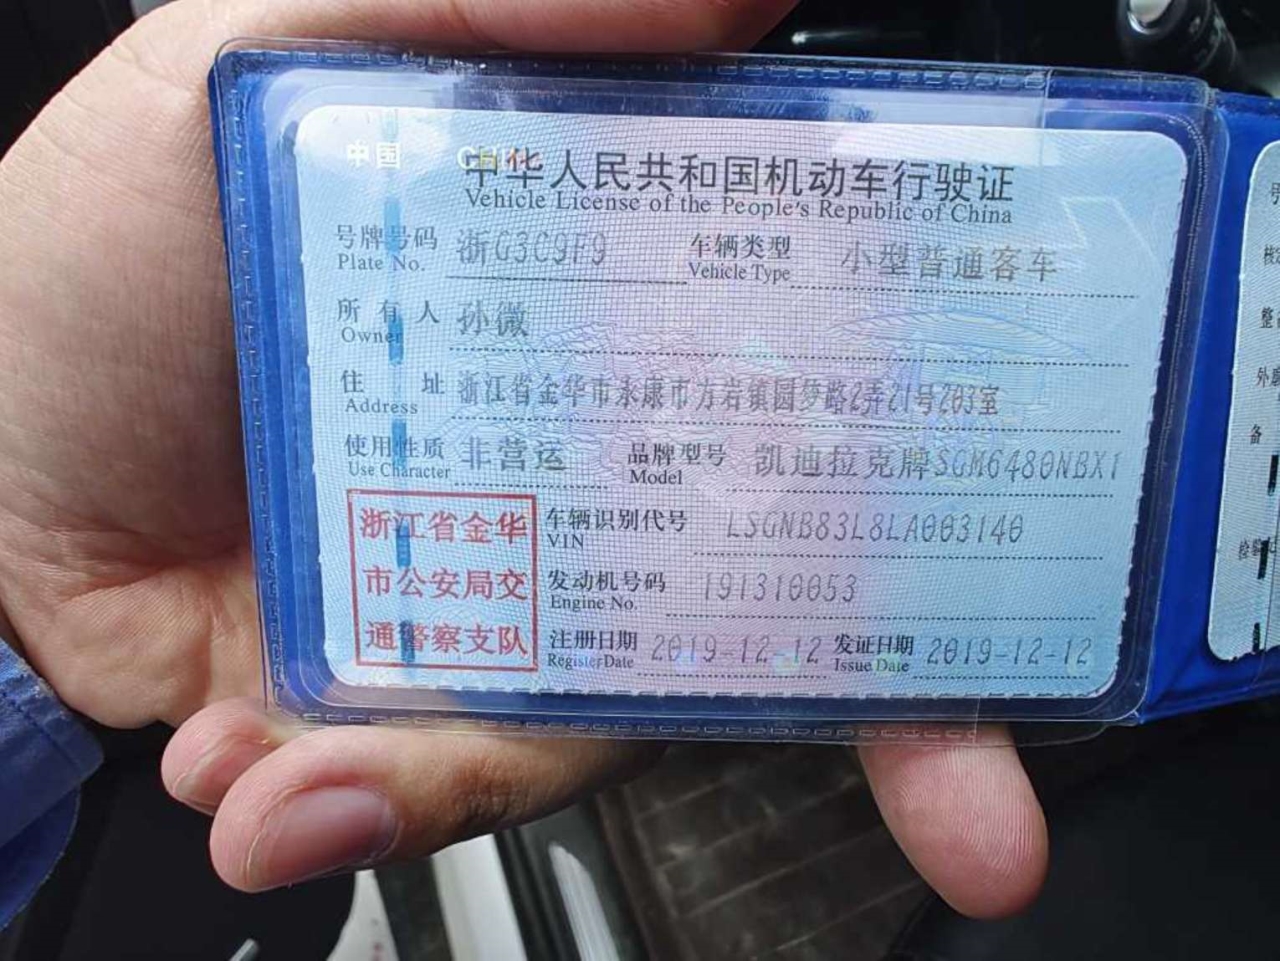 中国 CHI
中华人民共和国机动车行驶证
Vehicle License of the People's Republic of China
号牌号码 浙G3C9F9 车辆类型 小型普通客车
Plate No. Vehicle Type
所有人 孙微
Owner
住址 浙江省金华市永康市方岩镇园梦路2弄21号203室
Address
使用性质 非营运 品牌型号 凯迪拉克牌SGM6480NBX1
Use Character Model
浙江省金华
市公安局交
通警察支队
车辆识别代号 LSGNB83L8LA003140
VIN
发动机号码 191310053
Engine No.
注册日期 2019-12-12 发证日期 2019-12-12
Register Date Issue Date